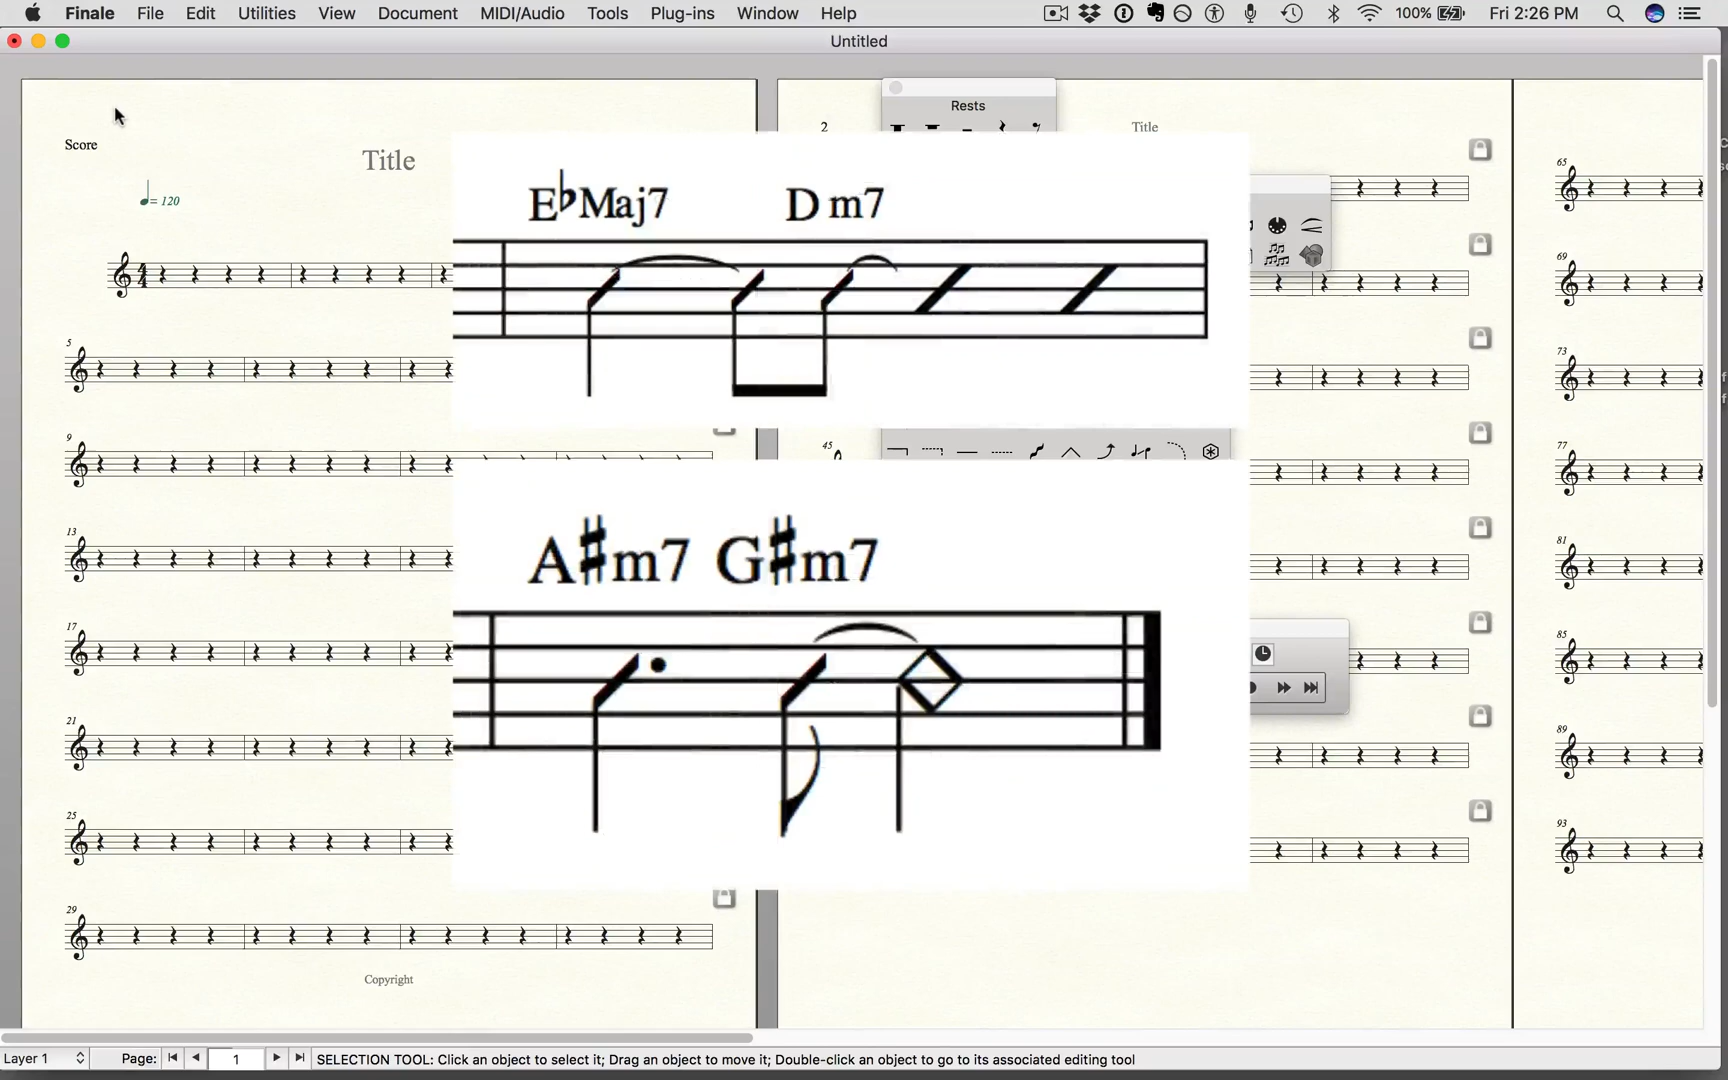 Finale File Edit Utilities View Document MIDI/Audio Tools Plug-ins Window Help 100% Fri 2:26 PM
Untitled
Score
Title
= 120
2
Rests
Title
E♭Maj7 D m7
A♯m7 G♯m7
4
4
5
9
13
17
21
25
29
45
65
69
73
77
81
85
89
93
Copyright
Layer 1 Page: 1 SELECTION TOOL: Click an object to select it; Drag an object to move it; Double-click an object to go to its associated editing tool